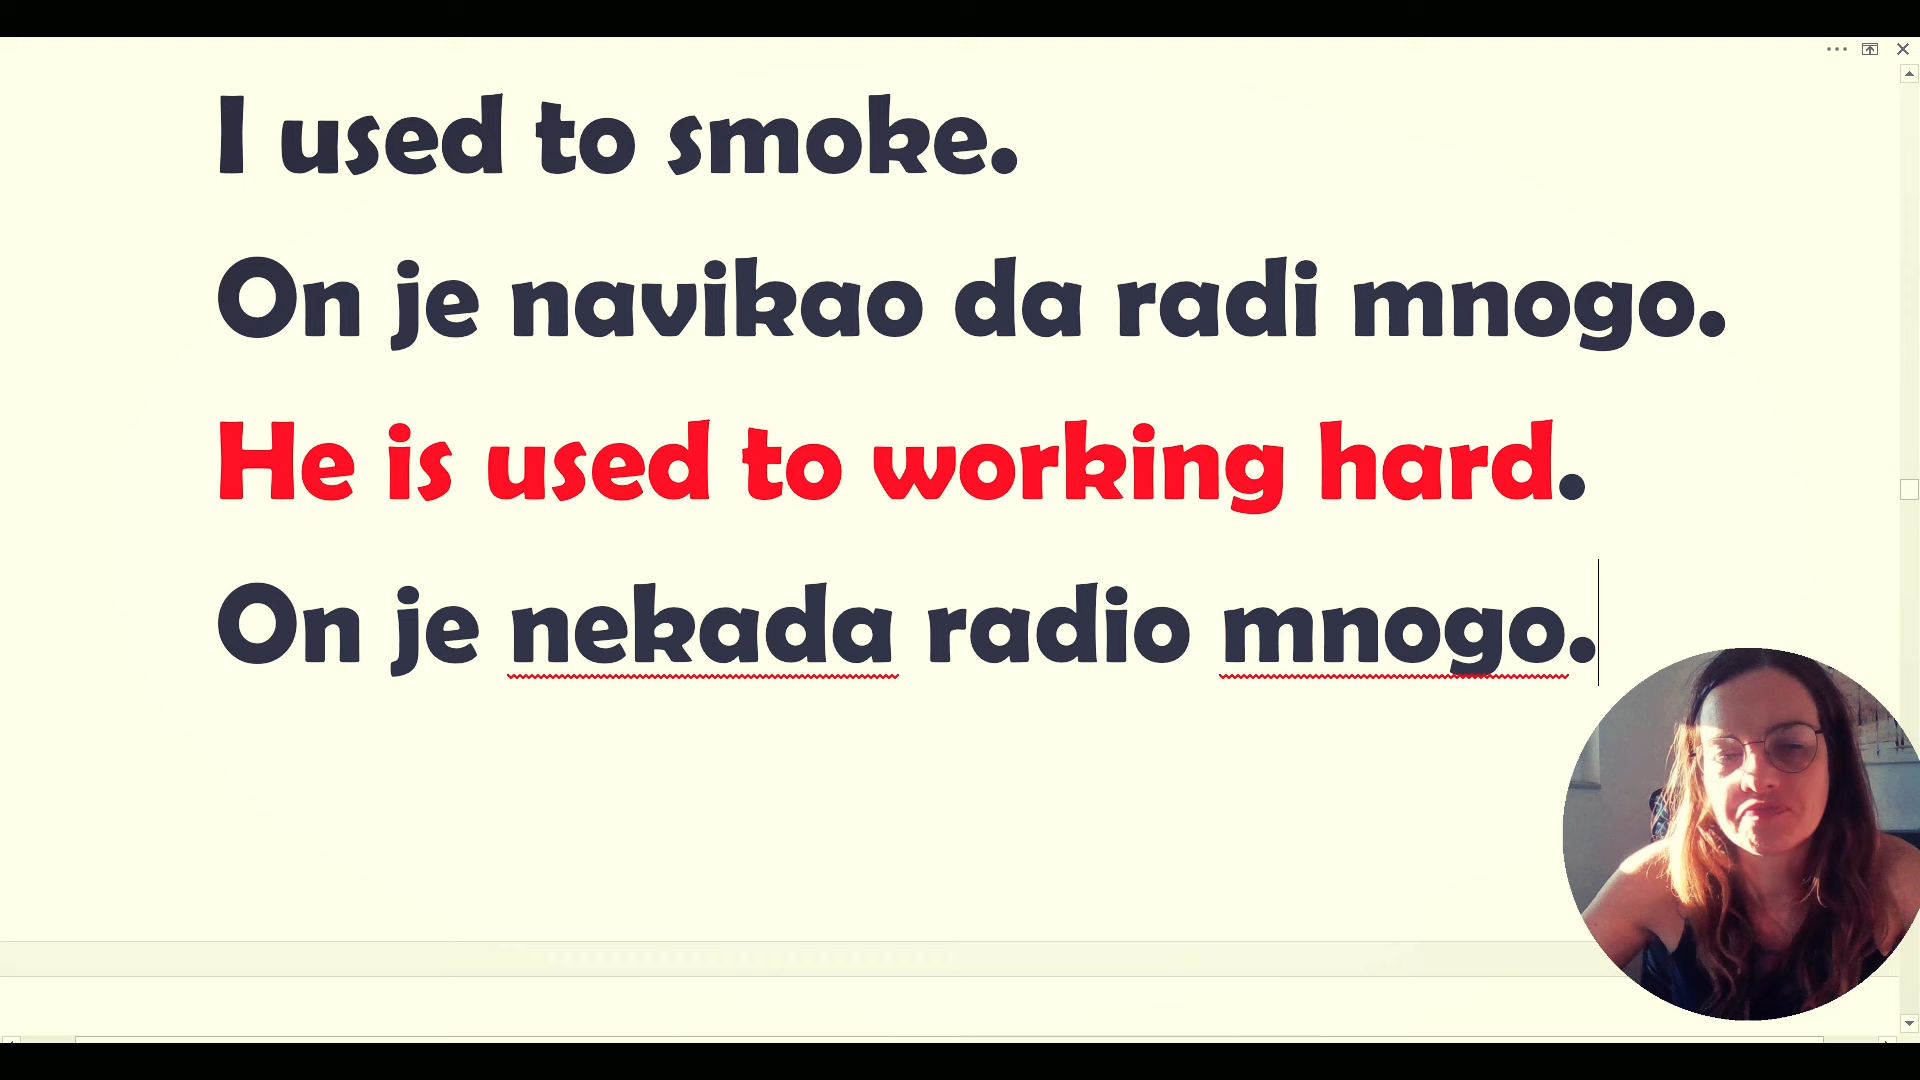 I used to smoke.
On je navikao da radi mnogo.
He is used to working hard.
On je nekada radio mnogo.